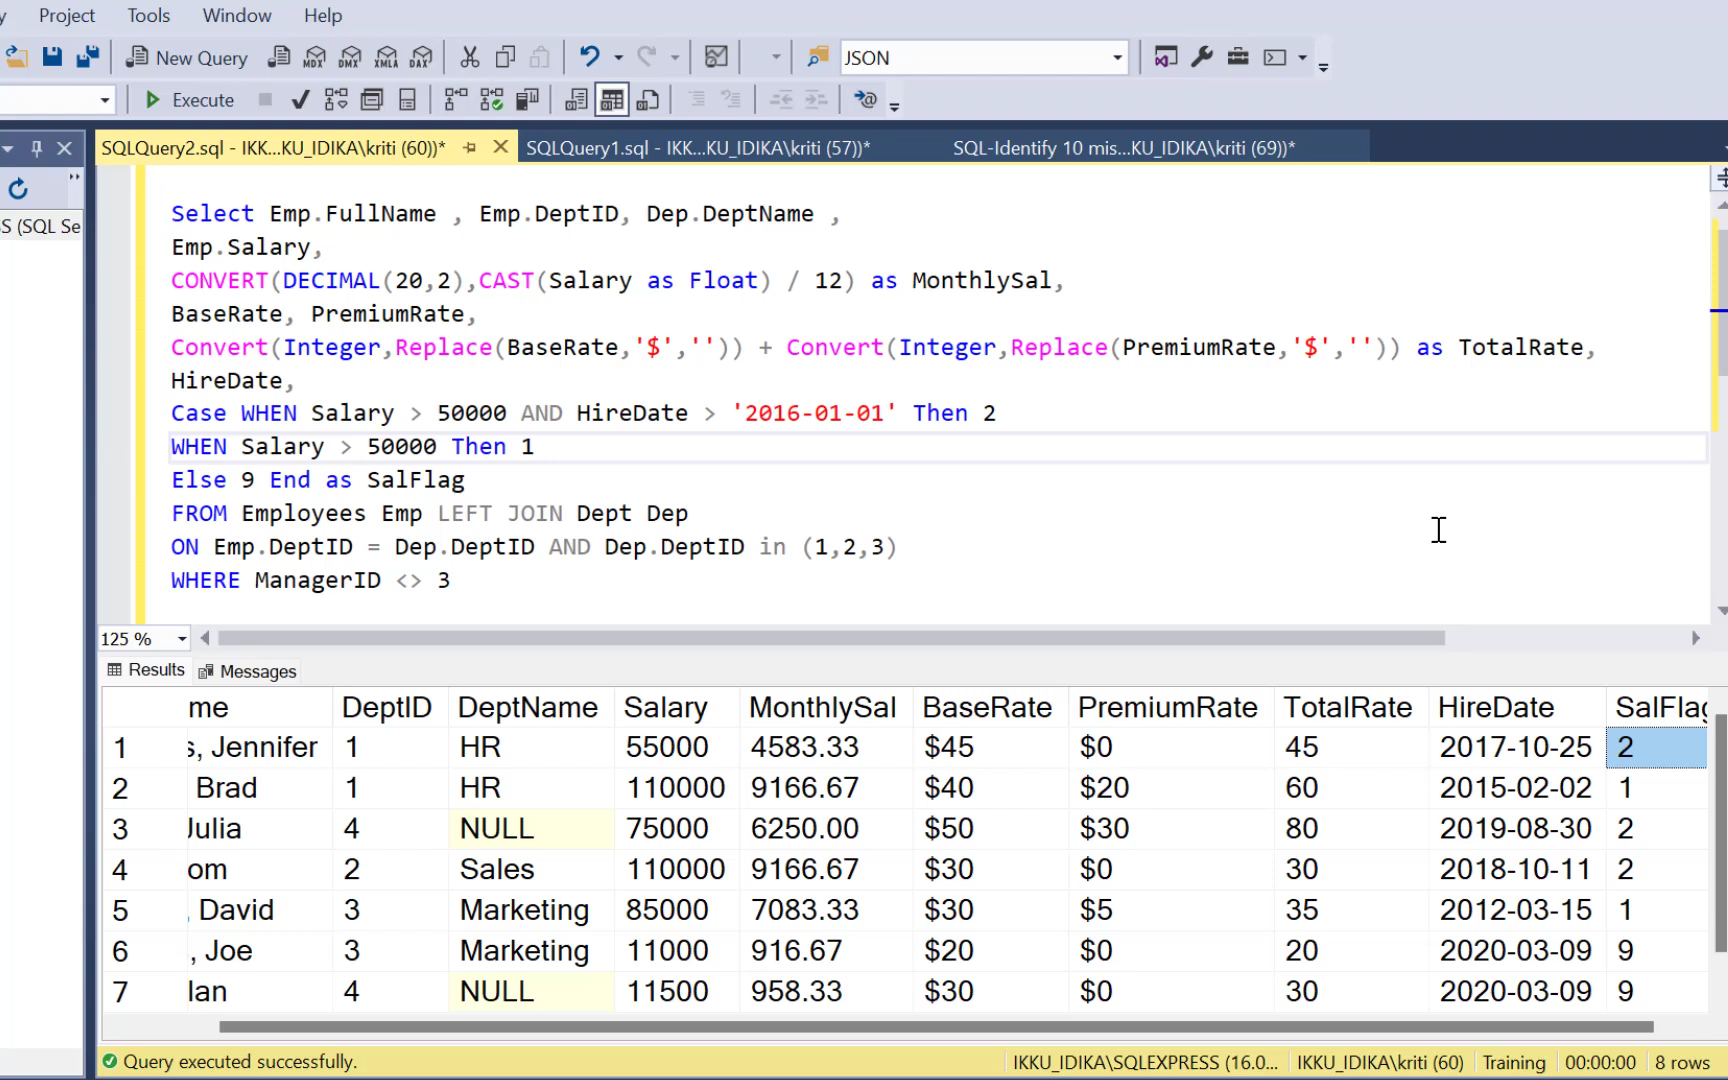 y Project Tools Window Help
New Query MDX DMX XMLA DAX JSON
Execute
SQLQuery2.sql - IKK...KU_IDIKA\kriti (60))* SQLQuery1.sql - IKK...KU_IDIKA\kriti (57))* SQL-Identify 10 mis...KU_IDIKA\kriti (69))*
S (SQL Se
Select Emp.FullName , Emp.DeptID, Dep.DeptName ,
Emp.Salary,
CONVERT(DECIMAL(20,2),CAST(Salary as Float) / 12) as MonthlySal,
BaseRate, PremiumRate,
Convert(Integer,Replace(BaseRate,'$','')) + Convert(Integer,Replace(PremiumRate,'$','')) as TotalRate,
HireDate,
Case WHEN Salary > 50000 AND HireDate > '2016-01-01' Then 2
WHEN Salary > 50000 Then 1
Else 9 End as SalFlag
FROM Employees Emp LEFT JOIN Dept Dep
ON Emp.DeptID = Dep.DeptID AND Dep.DeptID in (1,2,3)
WHERE ManagerID <> 3
125 %
Results Messages
me DeptID DeptName Salary MonthlySal BaseRate PremiumRate TotalRate HireDate SalFlag
1 s, Jennifer 1 HR 55000 4583.33 $45 $0 45 2017-10-25 2
2 Brad 1 HR 110000 9166.67 $40 $20 60 2015-02-02 1
3 Julia 4 NULL 75000 6250.00 $50 $30 80 2019-08-30 2
4 om 2 Sales 110000 9166.67 $30 $0 30 2018-10-11 2
5 , David 3 Marketing 85000 7083.33 $30 $5 35 2012-03-15 1
6 , Joe 3 Marketing 11000 916.67 $20 $0 20 2020-03-09 9
7 lan 4 NULL 11500 958.33 $30 $0 30 2020-03-09 9
Query executed successfully. IKKU_IDIKA\SQLEXPRESS (16.0... IKKU_IDIKA\kriti (60) Training 00:00:00 8 rows